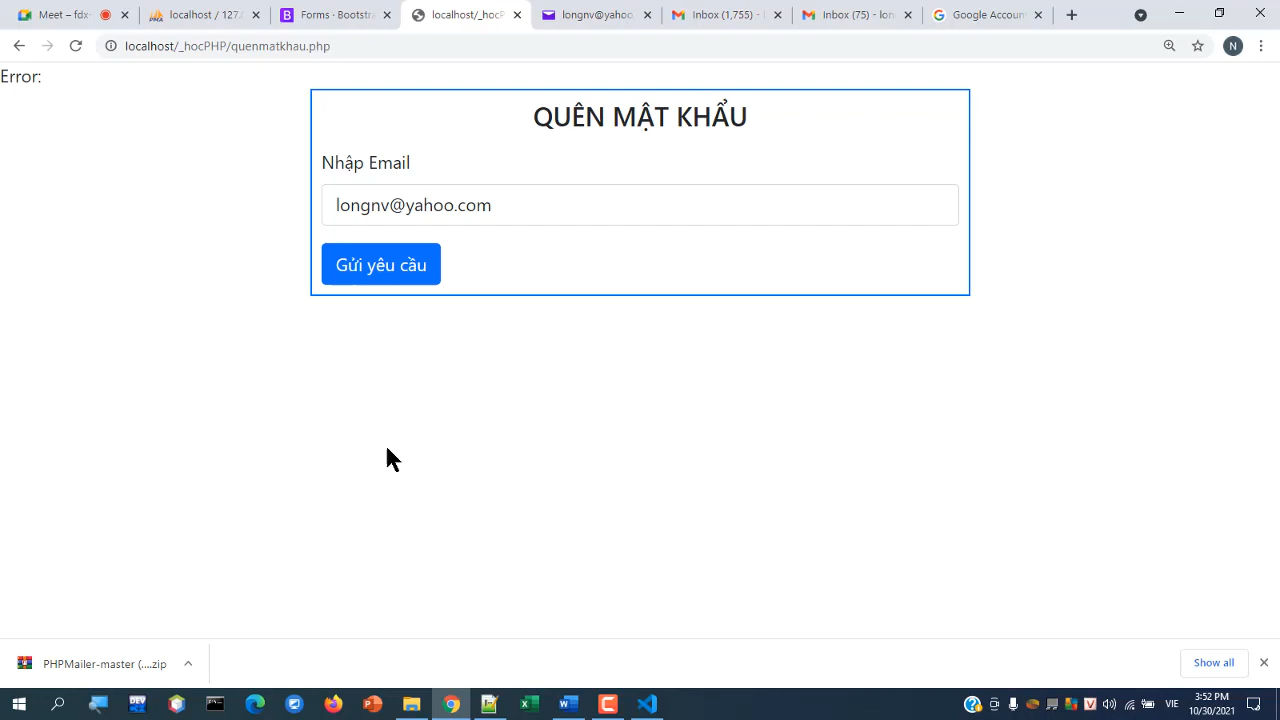 Meet - fdx
localhost / 127
Forms · Bootstra
localhost/_hocP
longnv@yahoo
Inbox (1,755) - l
Inbox (75) - lon
Google Accoun
localhost/_hocPHP/quenmatkhau.php
N
Error:
QUÊN MẬT KHẨU
Nhập Email
longnv@yahoo.com
Gửi yêu cầu
PHPMailer-master (....zip
Show all
DEV
VIE
3:52 PM
10/30/2021